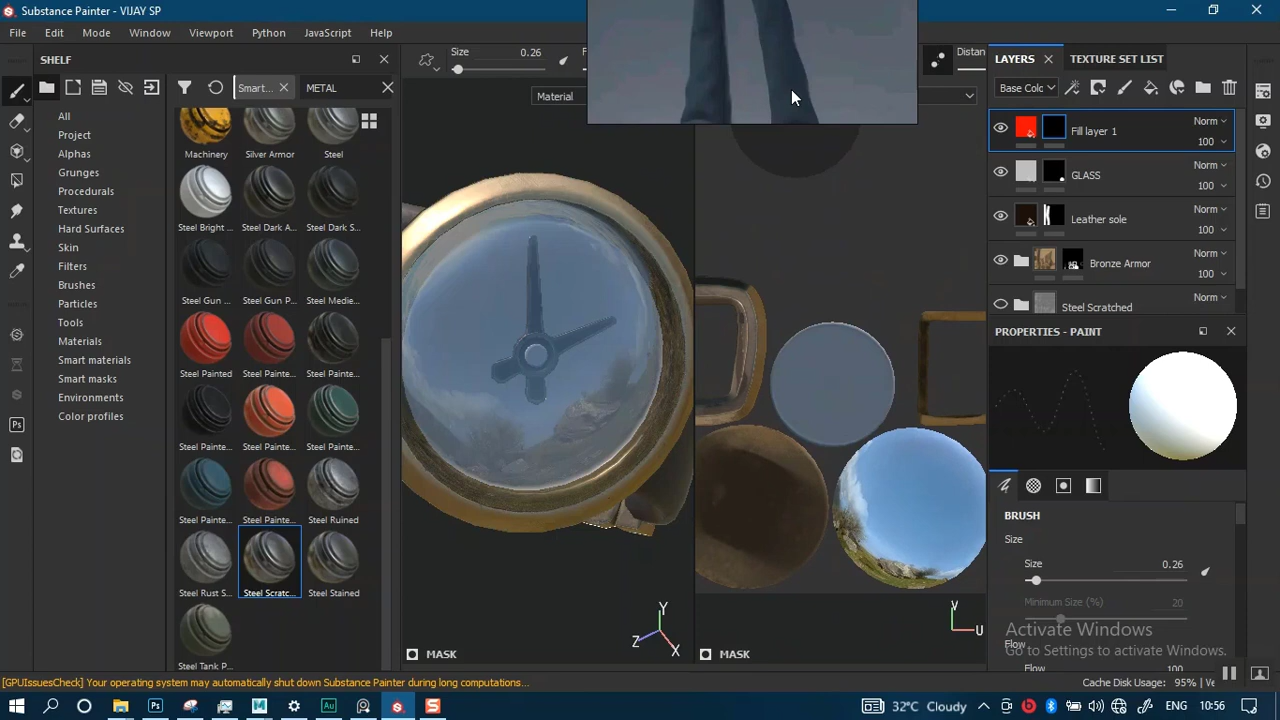 Substance Painter - VIJAY SP
File Edit Mode Window Viewport Python JavaScript Help
SHELF
Size 0.26
Distan
LAYERS TEXTURE SET LIST
Smart... METAL
Material
Base Colo
All
Project
Alphas
Grunges
Procedurals
Textures
Hard Surfaces
Skin
Filters
Brushes
Particles
Tools
Materials
Smart materials
Smart masks
Environments
Color profiles
Machinery Silver Armor Steel
Steel Bright ... Steel Dark A... Steel Dark S...
Steel Gun ... Steel Gun P... Steel Medie...
Steel Painted Steel Painte... Steel Painte...
Steel Painte... Steel Painte... Steel Painte...
Steel Painte... Steel Painte... Steel Ruined
Steel Rust S... Steel Scratc... Steel Stained
Steel Tank P...
Y
Z
X
MASK
V
U
MASK
Fill layer 1 Norm
100
GLASS Norm
100
Leather sole Norm
100
Bronze Armor Norm
100
Steel Scratched Norm
PROPERTIES - PAINT
BRUSH
Size
Size 0.26
Minimum Size (%) 20
Flow
Flow 100
Activate Windows
Go to Settings to activate Windows.
[GPUIssuesCheck] Your operating system may automatically shut down Substance Painter during long computations...
Cache Disk Usage: 95% | Ve
Ps
Ps Au S
32°C Cloudy
ENG 10:56